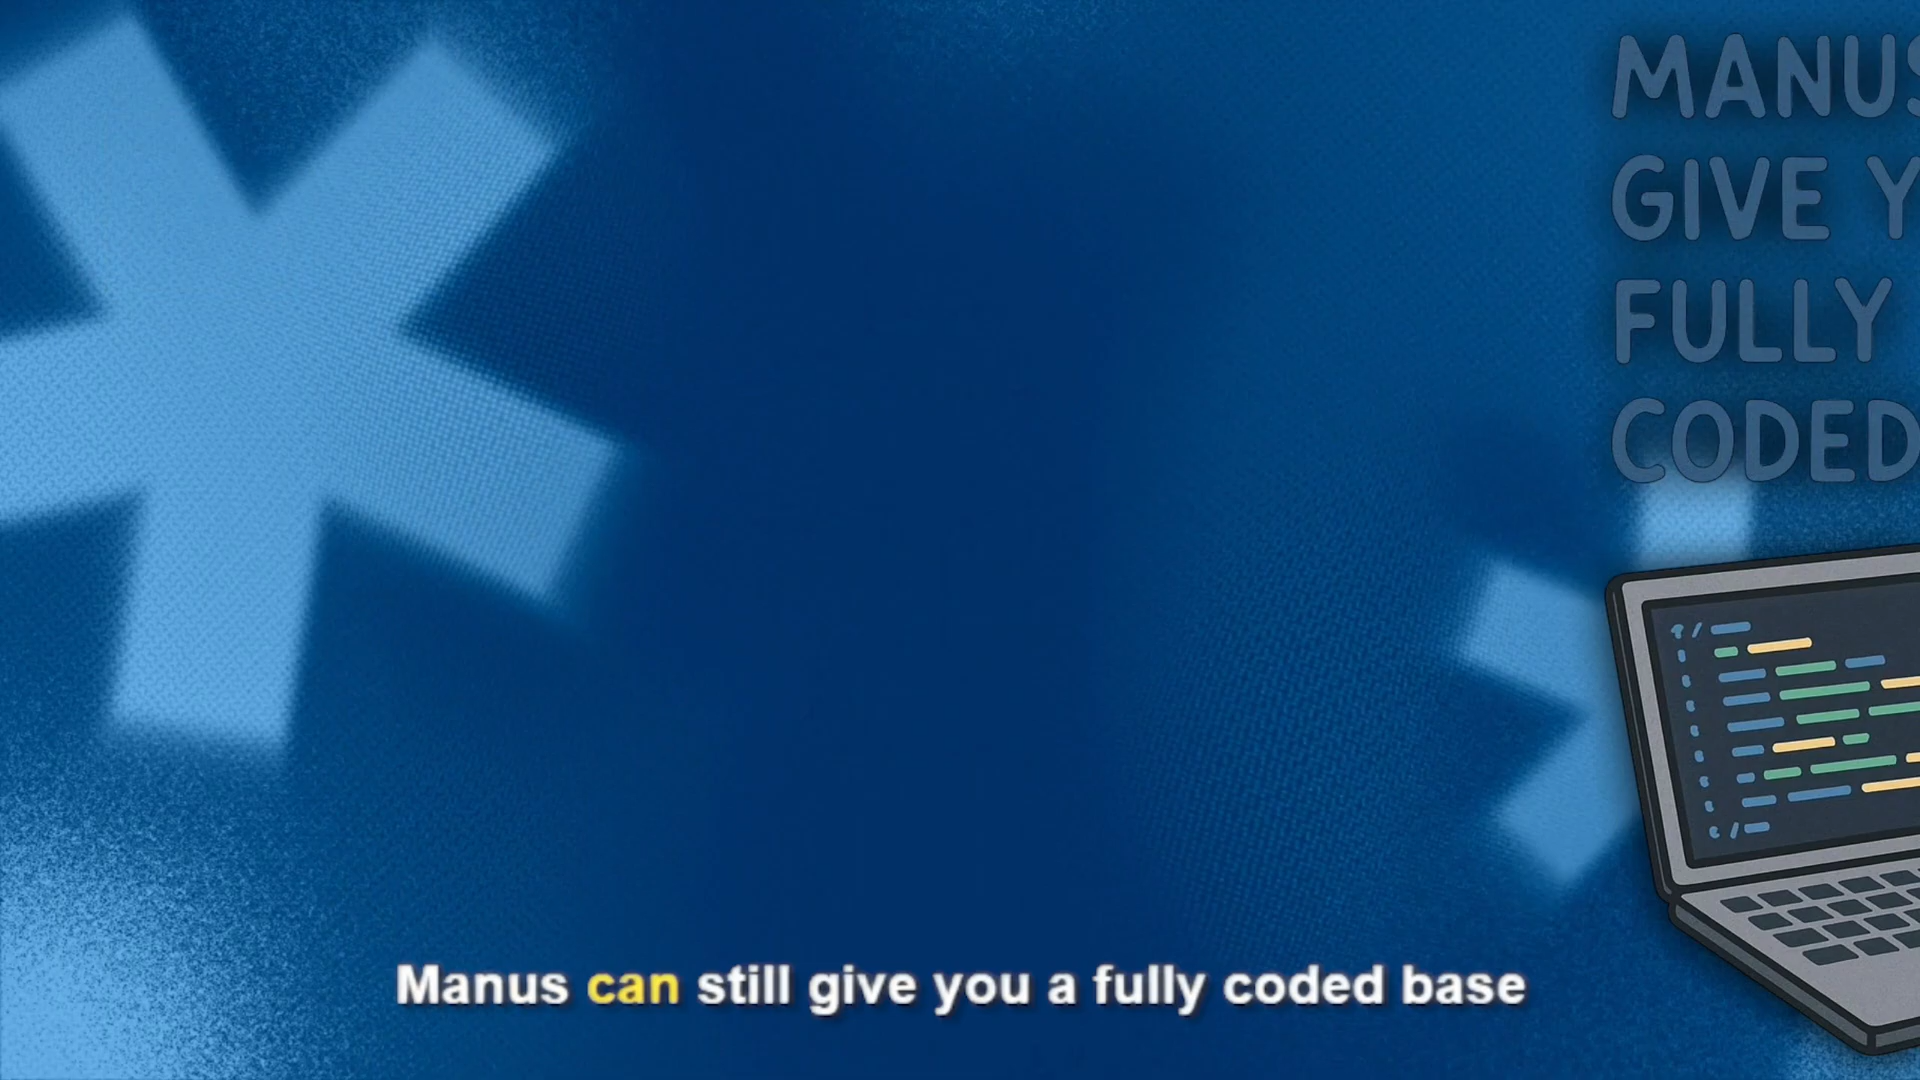 MANUS
GIVE Y
FULLY
CODED
Manus can still give you a fully coded base